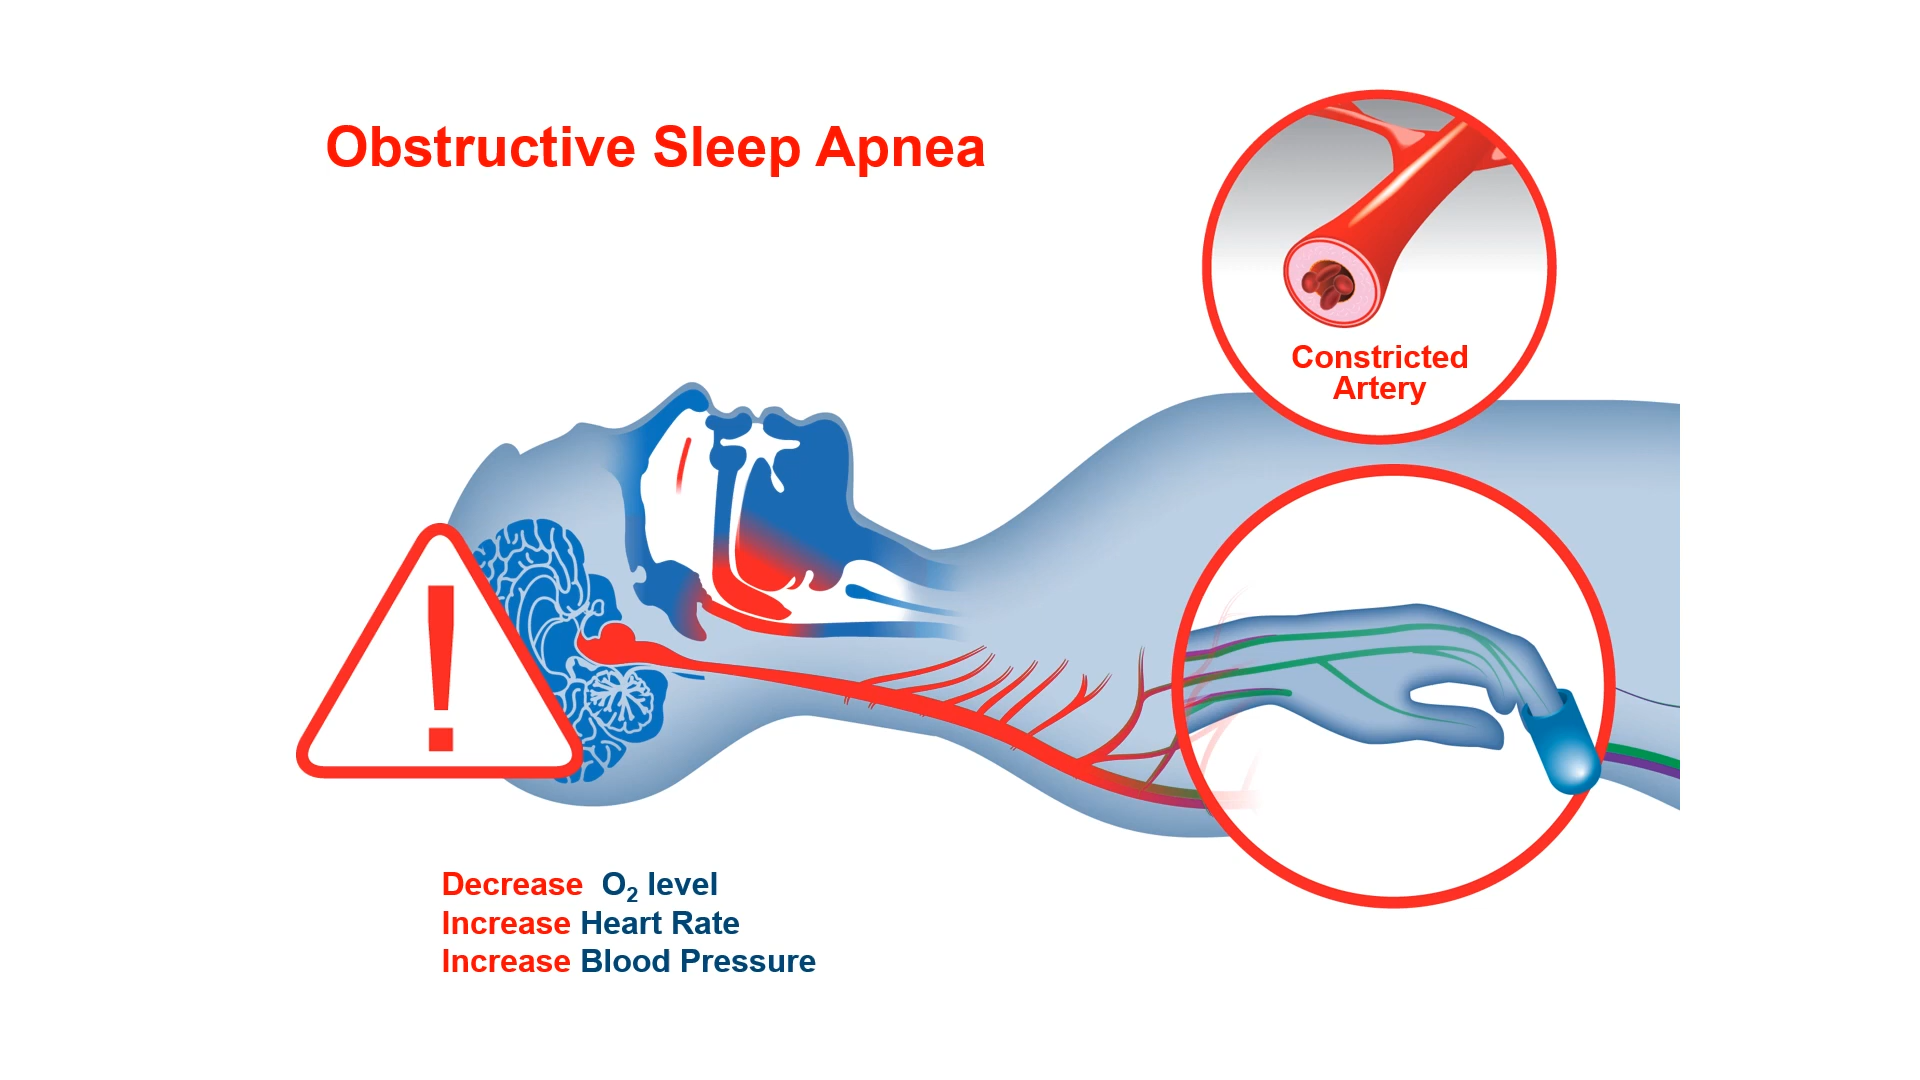 Obstructive Sleep Apnea
Constricted
Artery
!
Decrease O₂ level
Increase Heart Rate
Increase Blood Pressure